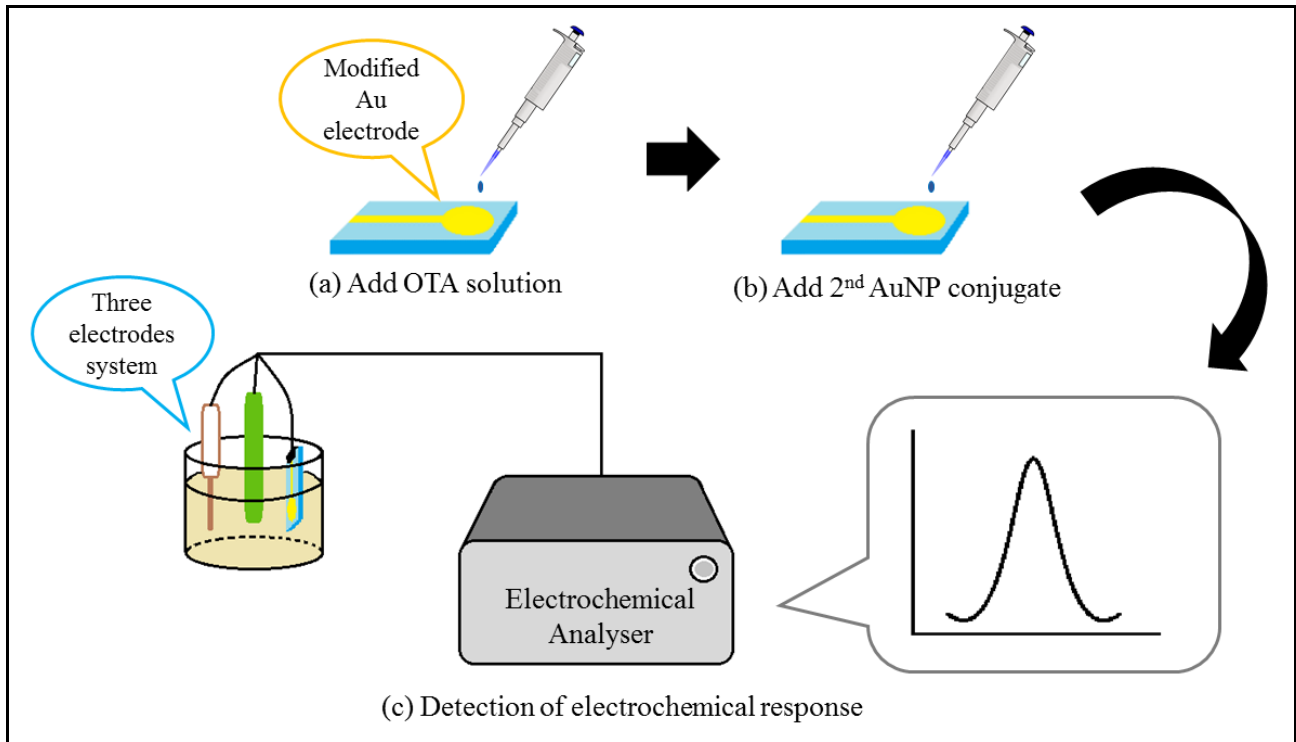 Modified
Au
electrode
(a) Add OTA solution
(b) Add 2nd AuNP conjugate
Three
electrodes
system
Electrochemical
Analyser
(c) Detection of electrochemical response